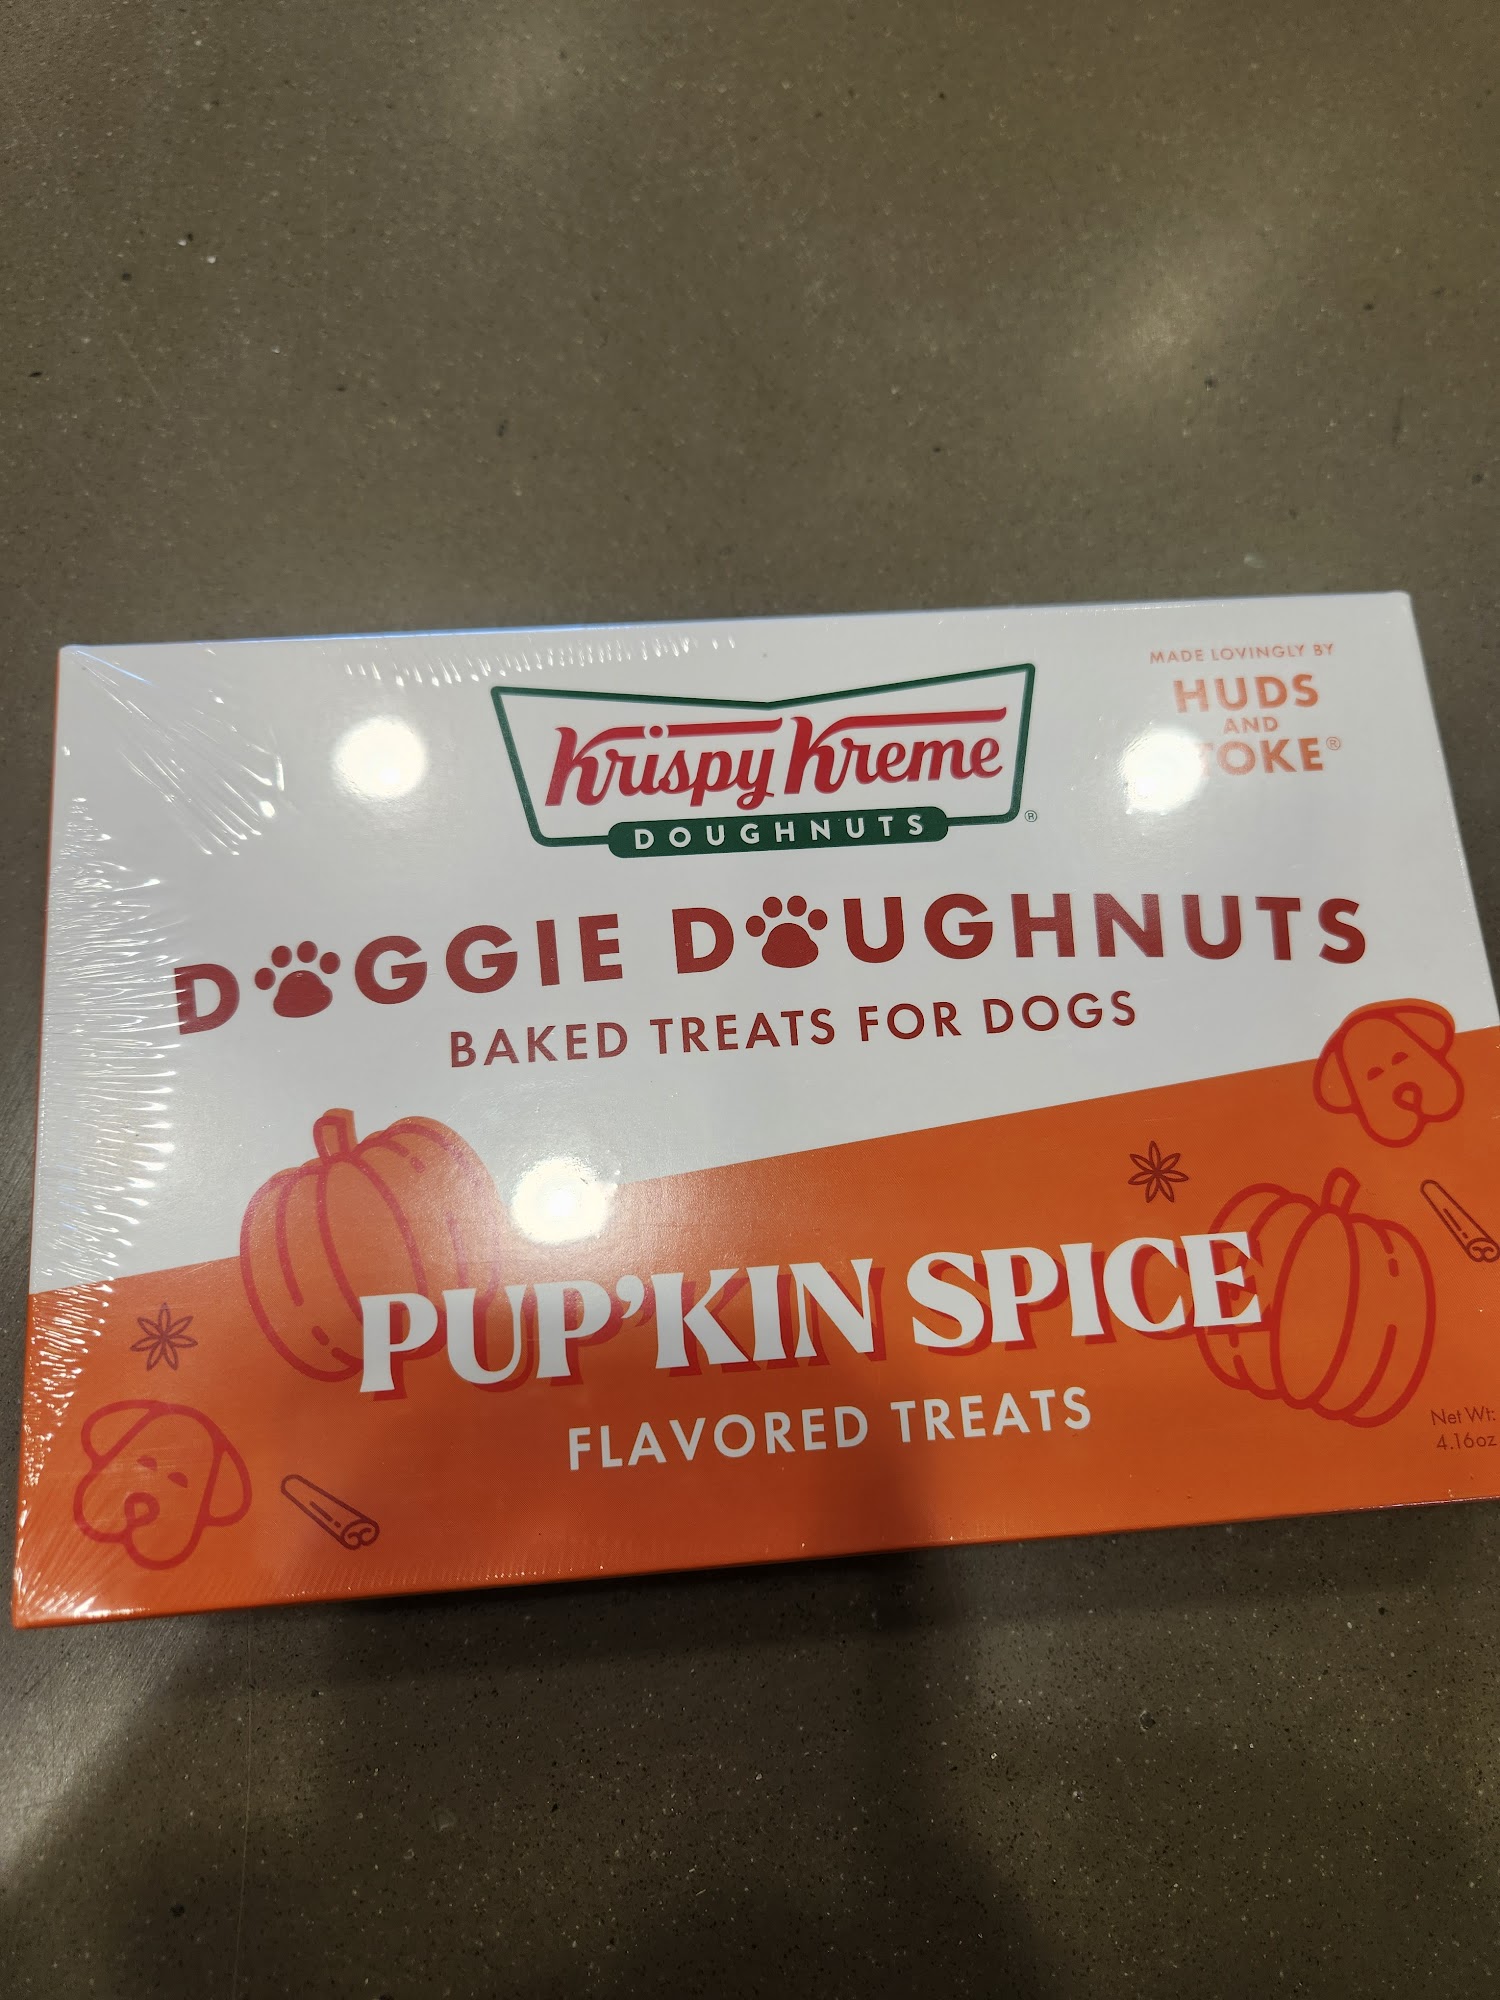 MADE LOVINGLY BY
HUDS
AND
TOKE®
Krispy Kreme
DOUGHNUTS
®
DOGGIE DOUGHNUTS
BAKED TREATS FOR DOGS
PUP'KIN SPICE
FLAVORED TREATS
Net Wt:
4.16oz